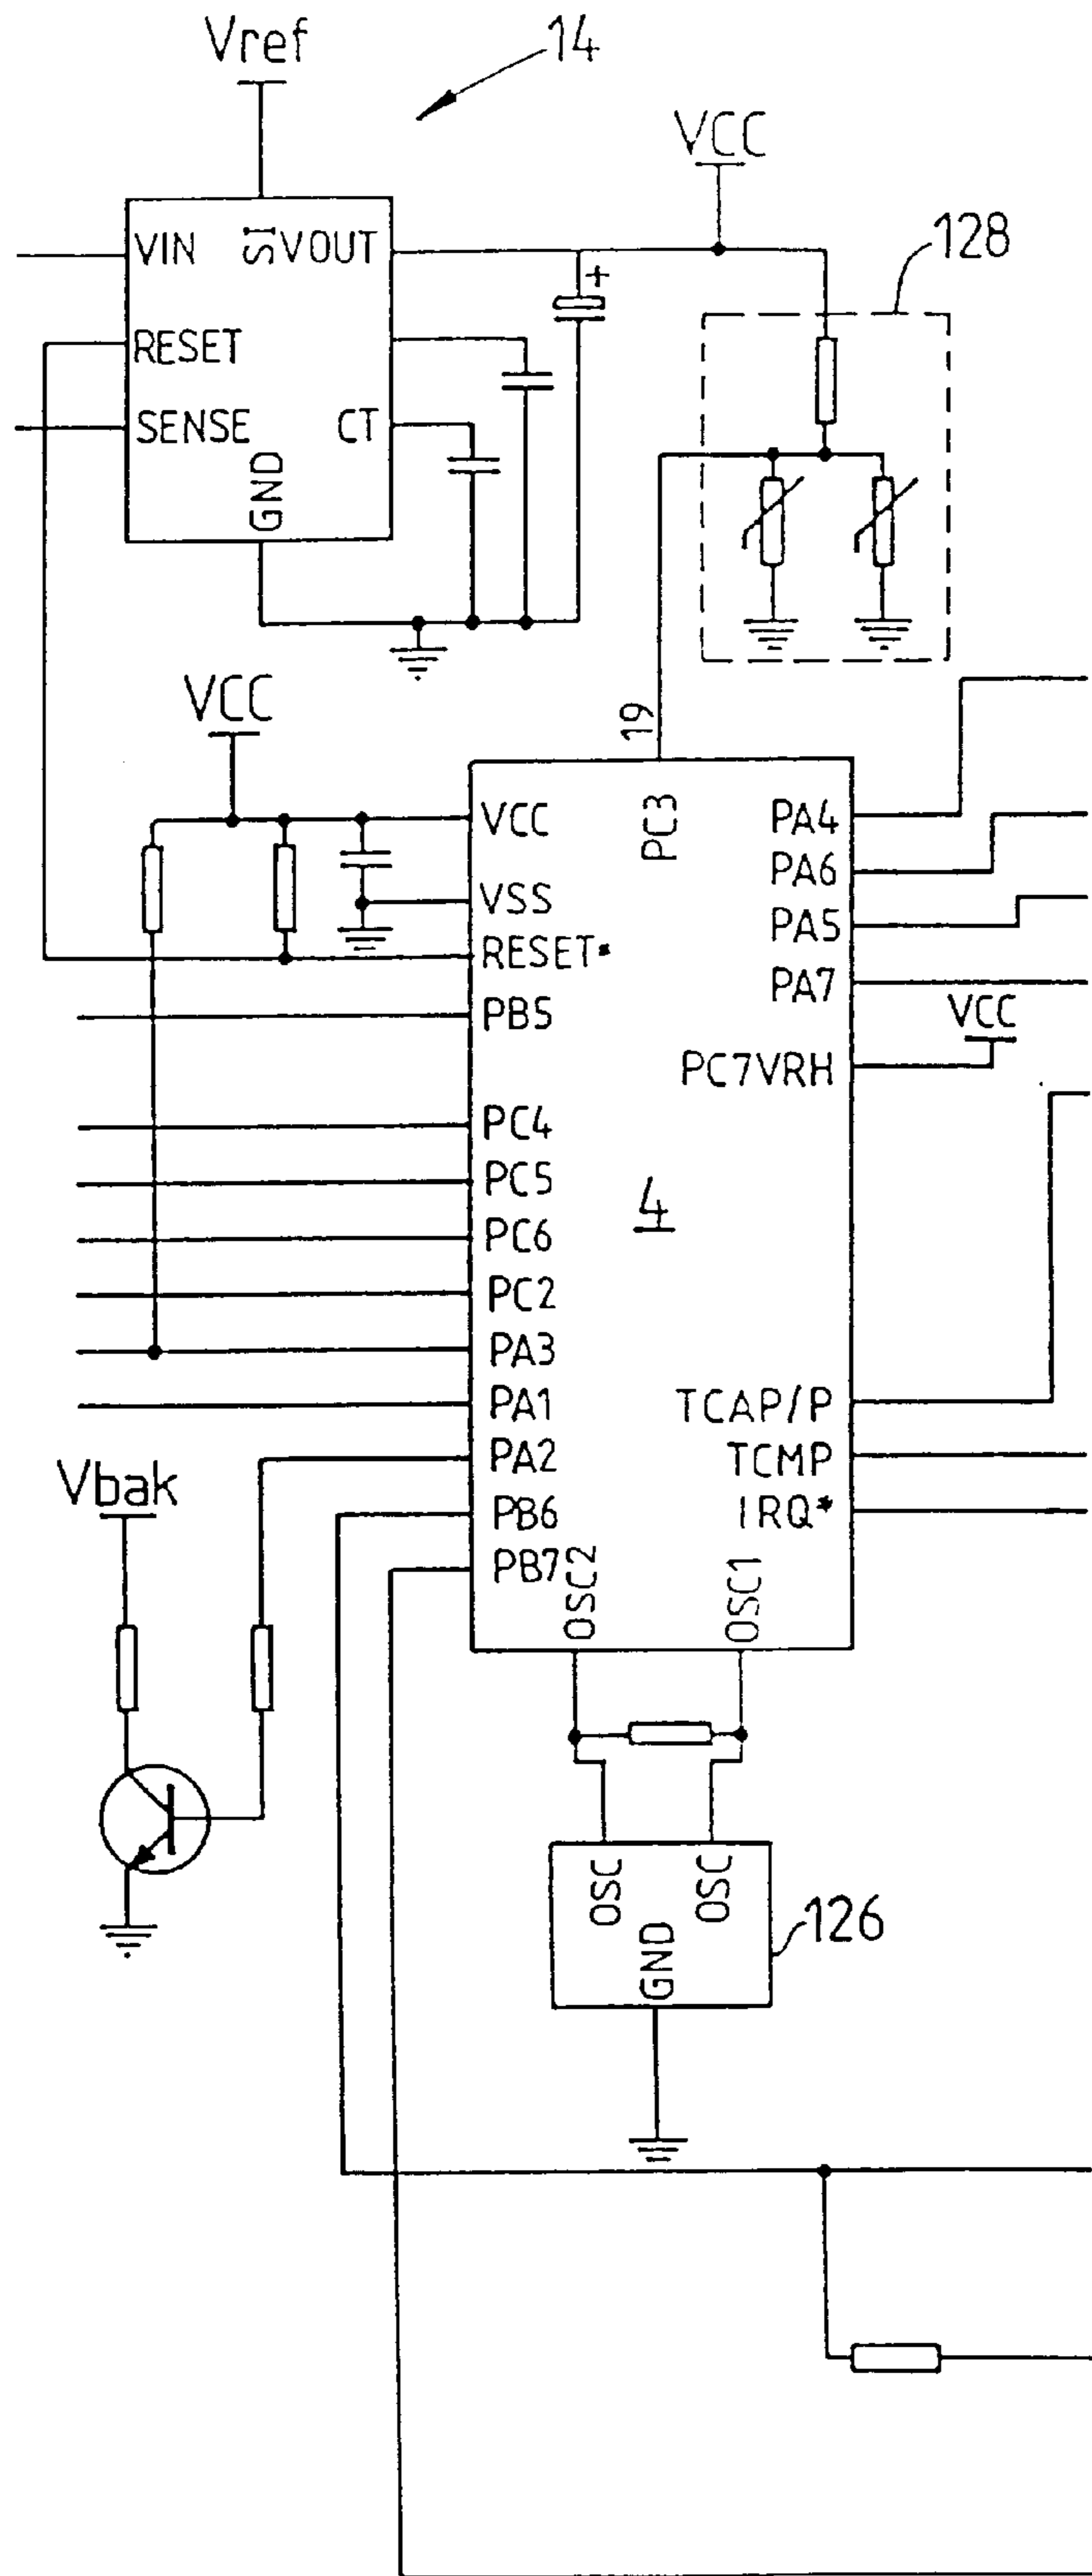 Vref
14
VCC
128
VIN
SI
VOUT
RESET
SENSE
CT
GND
VCC
19
PC3
VCC
VSS
RESET*
PB5
PC4
PC5
PC6
PC2
PA3
PA1
PA2
PB6
PB7
PA4
PA6
PA5
PA7
VCC
PC7VRH
4
TCAP/P
TCMP
IRQ*
Vbak
OSC2
OSC1
OSC
OSC
GND
126